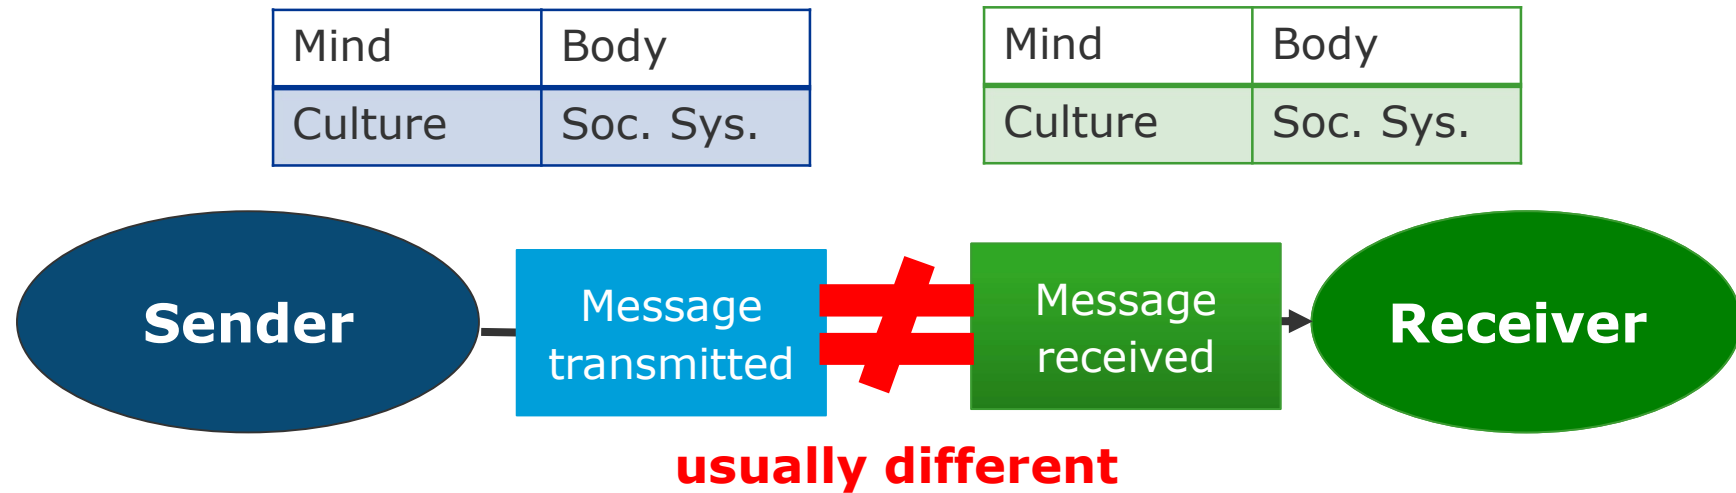 Mind Body
Culture Soc. Sys.
Mind Body
Culture Soc. Sys.
Sender
Message
transmitted
≠
Message
received
Receiver
usually different